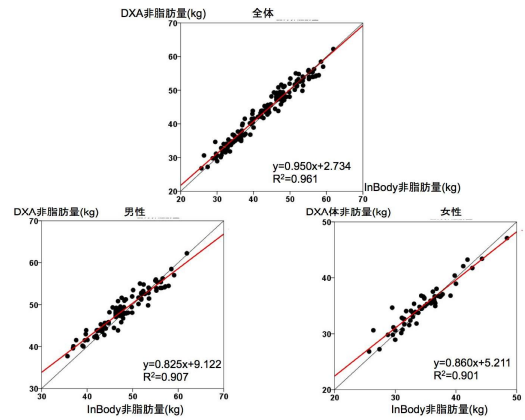 DXA非脂肪量(kg) 全体
70
60
50
40
30
20
y=0.950x+2.734
R²=0.961
20 30 40 50 60 70
InBody非脂肪量(kg)
DXA非脂肪量(kg) 男性
70
60
50
40
30
y=0.825x+9.122
R²=0.907
30 40 50 60 70
InBody非脂肪量(kg)
DXA体非脂肪量(kg) 女性
50
40
30
20
y=0.860x+5.211
R²=0.901
20 30 40 50
InBody非脂肪量(kg)